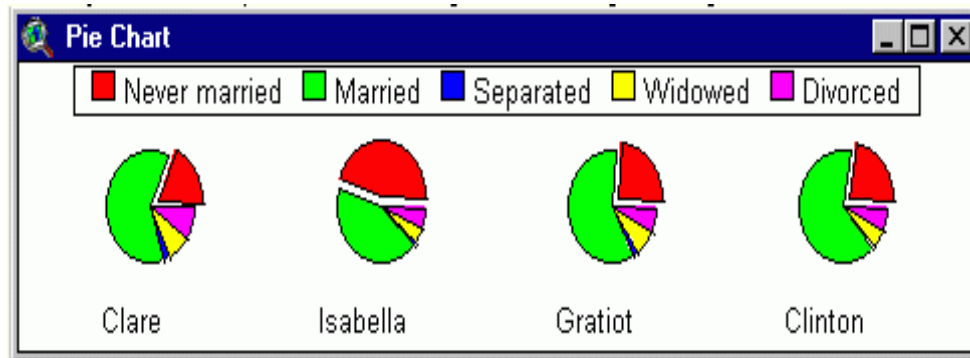 Pie Chart
Never married Married Separated Widowed Divorced
Clare Isabella Gratiot Clinton